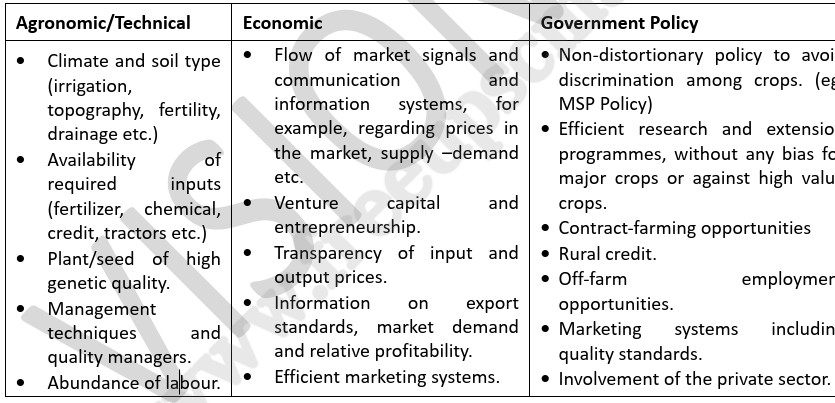 Agronomic/Technical
• Climate and soil type
(irrigation,
topography, fertility,
drainage etc.)
• Availability of
required inputs
(fertilizer, chemical,
credit, tractors etc.)
• Plant/seed of high
genetic quality.
• Management
techniques and
quality managers.
• Abundance of labour.
Economic
• Flow of market signals and
communication and
information systems, for
example, regarding prices in
the market, supply –demand
etc.
• Venture capital and
entrepreneurship.
• Transparency of input and
output prices.
• Information on export
standards, market demand
and relative profitability.
• Efficient marketing systems.
Government Policy
• Non-distortionary policy to avoi
discrimination among crops. (eg
MSP Policy)
• Efficient research and extensio
programmes, without any bias fo
major crops or against high valu
crops.
• Contract-farming opportunities
• Rural credit.
• Off-farm employmen
opportunities.
• Marketing systems includin
quality standards.
• Involvement of the private sector.
VISION